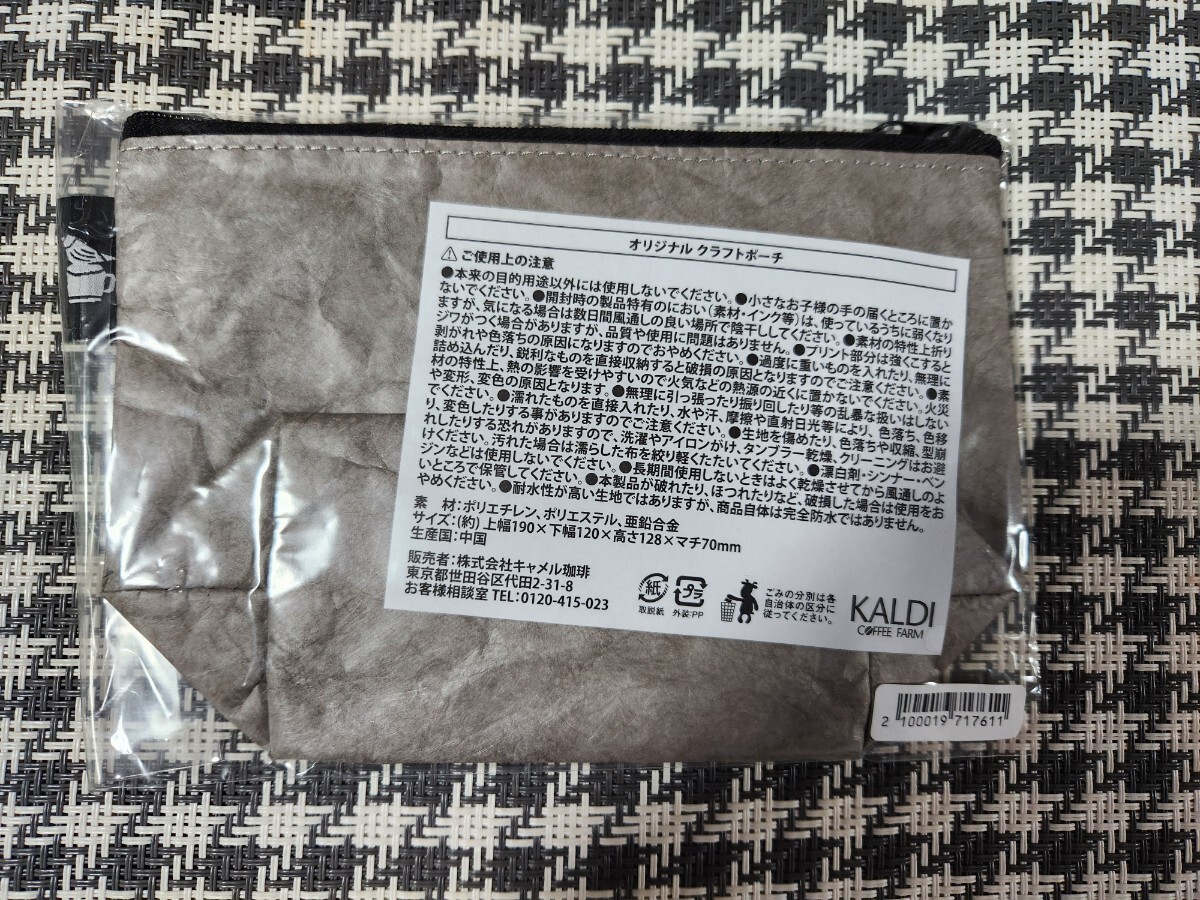 オリジナル クラフトポーチ
⚠ご使用上の注意
●本来の目的用途以外には使用しないでください。●小さなお子様の手の届くところに置か
ないでください。●開封時の製品特有のにおい(素材・インク等)は、使っているうちに弱くなり
ますが、気になる場合は数日間風通しの良い場所で陰干ししてください。●素材の特性上折り
ジワがつく場合がありますが、品質や使用に問題はありません。●プリント部分は強くこすると
剥がれや色落ちの原因になりますのでおやめください。●過度に重いものを入れたり、無理に
詰め込んだり、鋭利なものを直接収納すると破損の原因となりますのでご注意ください。●素
材の特性上、熱の影響を受けやすいので火気などの熱源の近くに置かないでください。火災
や変形、変色の原因となります。●無理に引っ張ったり振り回したり等の乱暴な扱いはしない
でください。●濡れたものを直接入れたり、水や汗、摩擦や直射日光等により、色落ち、色移
り、変色したりする事がありますのでご注意ください。●生地を傷めたり、色落ちや収縮、型崩
れしたりする恐れがありますので、洗濯やアイロンがけ、タンブラー乾燥、クリーニングはお避
けください。汚れた場合は濡らした布を絞り軽くたたいてください。●漂白剤・シンナー・ベン
ジンなどは使用しないでください。●長期間使用しないときはよく乾燥させてから風通しのよ
いところで保管してください。●本製品が破れたり、ほつれたりなど、破損した場合は使用をお
やめください。●耐水性が高い生地ではありますが、商品自体は完全防水ではありません。
素　材:ポリエチレン、ポリエステル、亜鉛合金
サイズ:(約)上幅190×下幅120×高さ128×マチ70mm
生産国:中国
販売者:株式会社キャメル珈琲
東京都世田谷区代田2-31-8
お客様相談室 TEL:0120-415-023
紙
取説紙
プラ
外装:PP
ごみの分別は各
自治体の区分に
従ってください。
KALDI
COFFEE FARM
2 100019 717611